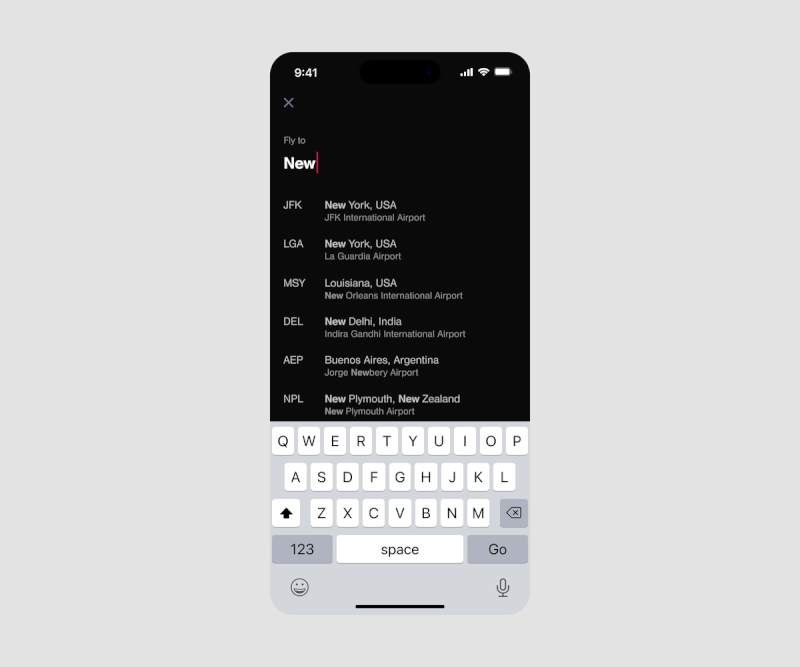 9:41
Fly to
New
JFK New York, USA
JFK International Airport
LGA New York, USA
La Guardia Airport
MSY Louisiana, USA
New Orleans International Airport
DEL New Delhi, India
Indira Gandhi International Airport
AEP Buenos Aires, Argentina
Jorge Newbery Airport
NPL New Plymouth, New Zealand
New Plymouth Airport
Q W E R T Y U I O P
A S D F G H J K L
Z X C V B N M
123 space Go